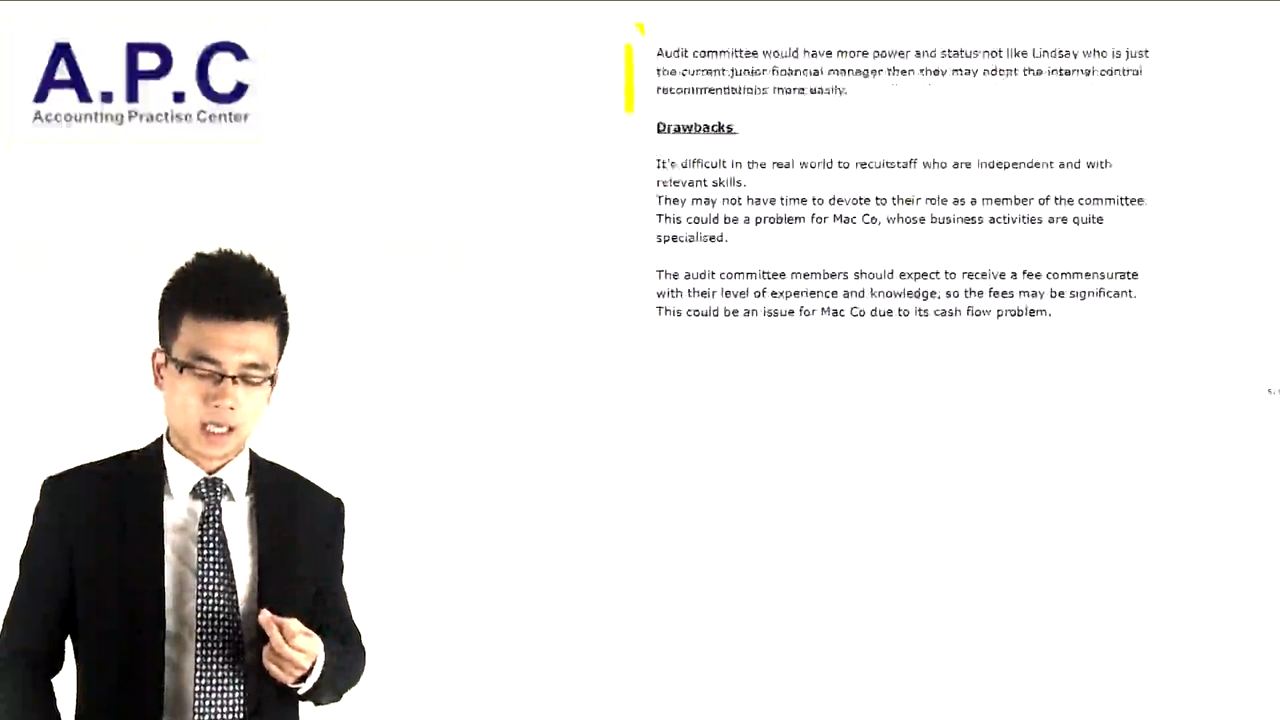 A.P.C
Accounting Practise Center
Audit committee would have more power and status not like Lindsay who is just
the current junior financial manager then they may adopt the internal control
recommendations more easily.
Drawbacks
It's difficult in the real world to recuitstaff who are independent and with
relevant skills.
They may not have time to devote to their role as a member of the committee.
This could be a problem for Mac Co, whose business activities are quite
specialised.
The audit committee members should expect to receive a fee commensurate
with their level of experience and knowledge, so the fees may be significant.
This could be an issue for Mac Co due to its cash flow problem.